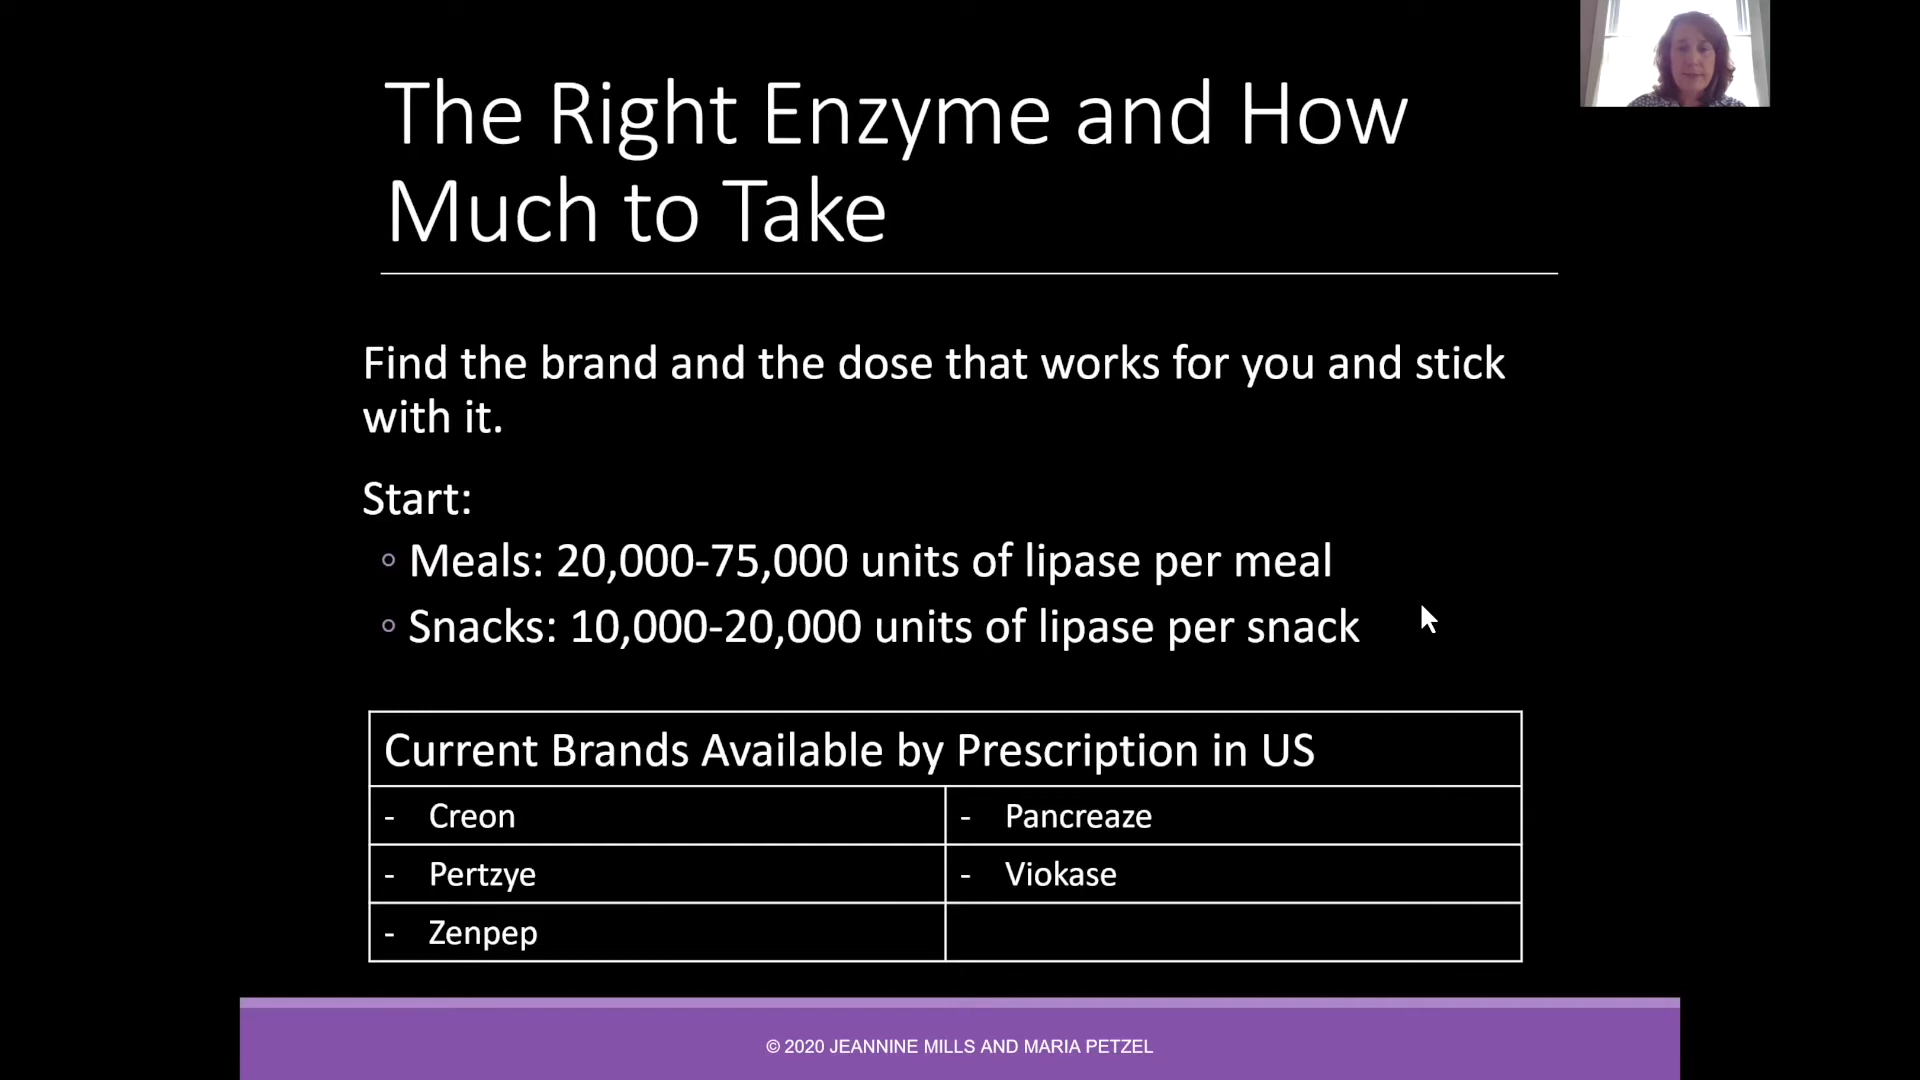 The Right Enzyme and How
Much to Take
Find the brand and the dose that works for you and stick
with it.
Start:
◦ Meals: 20,000-75,000 units of lipase per meal
◦ Snacks: 10,000-20,000 units of lipase per snack
Current Brands Available by Prescription in US
- Creon
- Pancreaze
- Pertzye
- Viokase
- Zenpep
© 2020 JEANNINE MILLS AND MARIA PETZEL